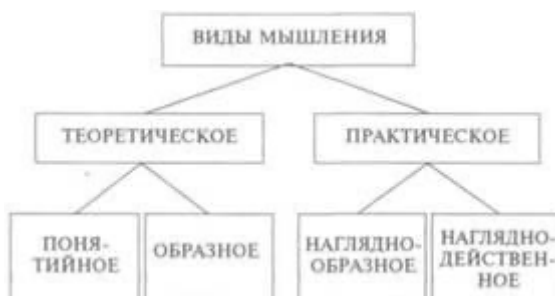 ВИДЫ МЫШЛЕНИЯ
ТЕОРЕТИЧЕСКОЕ
ПРАКТИЧЕСКОЕ
ПОНЯ-
ТИЙНОЕ
ОБРАЗНОЕ
НАГЛЯДНО-
ОБРАЗНОЕ
НАГЛЯДНО-
ДЕЙСТВЕН-
НОЕ